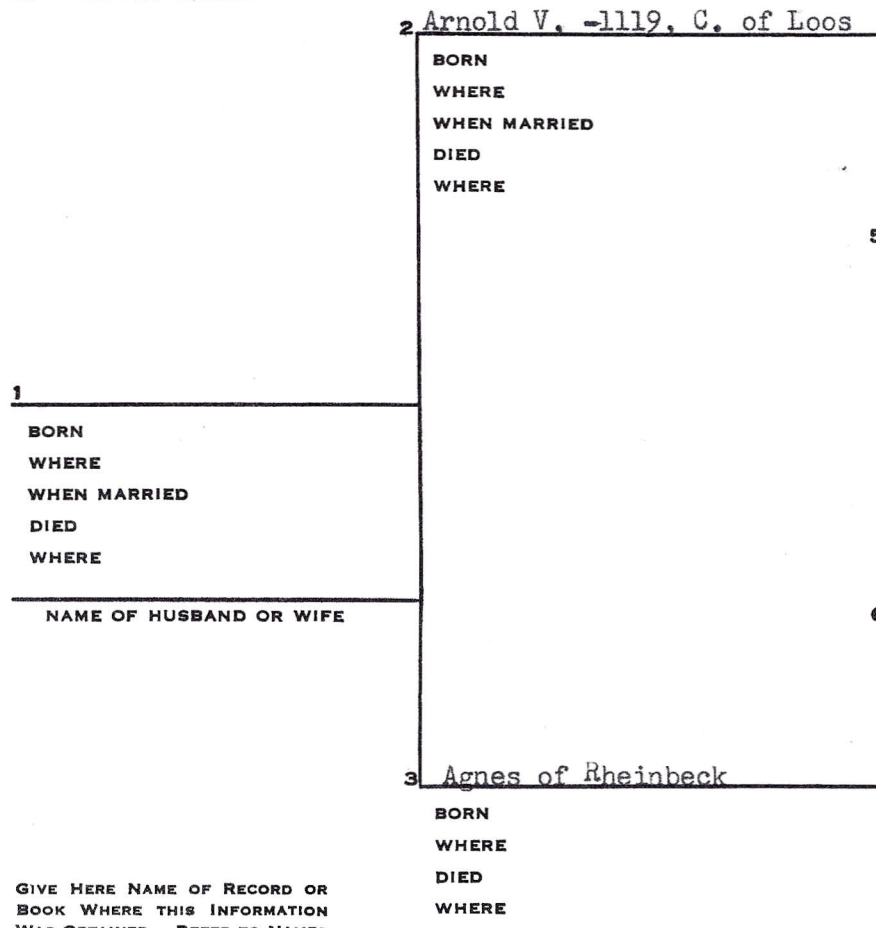 2 Arnold V, -1119, C. of Loos
BORN
WHERE
WHEN MARRIED
DIED
WHERE
5
1
BORN
WHERE
WHEN MARRIED
DIED
WHERE
NAME OF HUSBAND OR WIFE
6
3 Agnes of Rheinbeck
BORN
WHERE
DIED
WHERE
GIVE HERE NAME OF RECORD OR
BOOK WHERE THIS INFORMATION